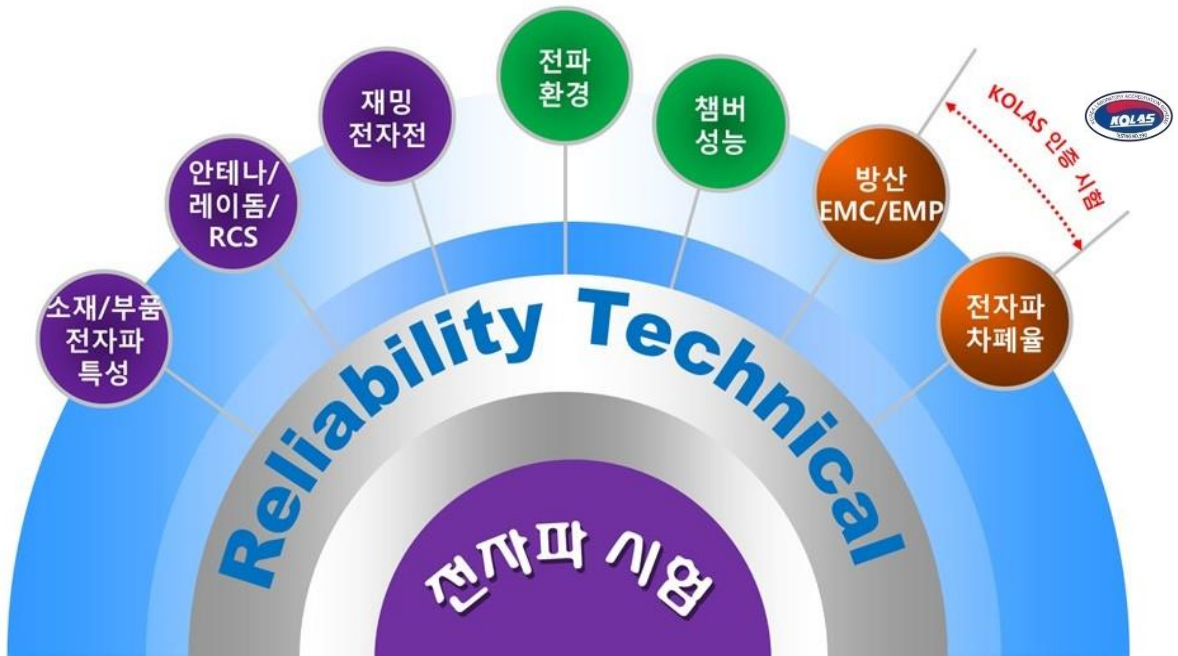 소재/부품
전자파
특성
안테나/
레이돔/
RCS
재밍
전자전
전파
환경
챔버
성능
방산
EMC/EMP
전자파
차폐율
KOLAS 인증 시험
KOLAS
Reliability Technical
전자파 시험